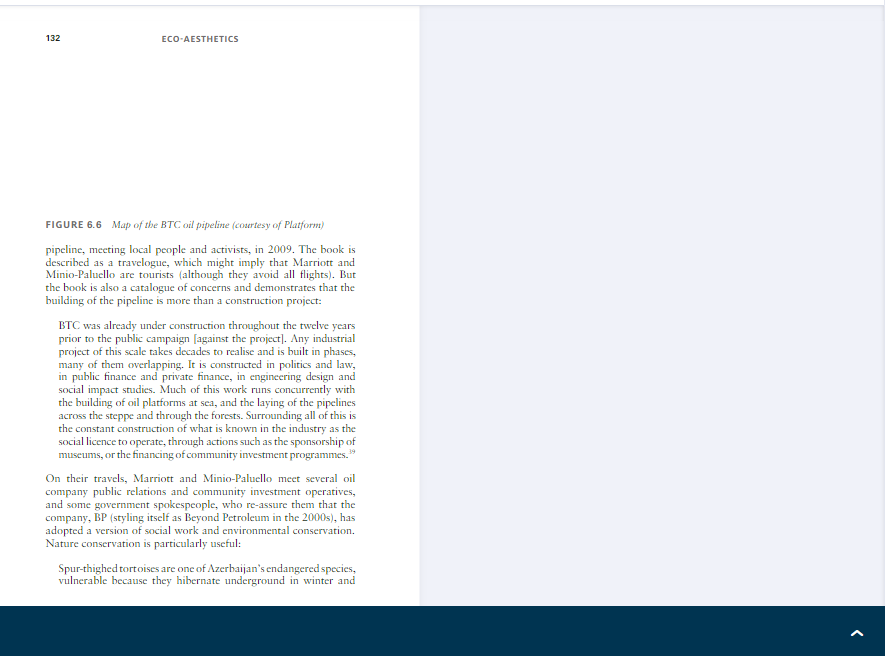 132
ECO-AESTHETICS
FIGURE 6.6 Map of the BTC oil pipeline (courtesy of Platform)
pipeline, meeting local people and activists, in 2009. The book is
described as a travelogue, which might imply that Marriott and
Minio-Paluello are tourists (although they avoid all flights). But
the book is also a catalogue of concerns and demonstrates that the
building of the pipeline is more than a construction project:
BTC was already under construction throughout the twelve years
prior to the public campaign [against the project]. Any industrial
project of this scale takes decades to realise and is built in phases,
many of them overlapping. It is constructed in politics and law,
in public finance and private finance, in engineering design and
social impact studies. Much of this work runs concurrently with
the building of oil platforms at sea, and the laying of the pipelines
across the steppe and through the forests. Surrounding all of this is
the constant construction of what is known in the industry as the
social licence to operate, through actions such as the sponsorship of
museums, or the financing of community investment programmes.³⁹
On their travels, Marriott and Minio-Paluello meet several oil
company public relations and community investment operatives,
and some government spokespeople, who re-assure them that the
company, BP (styling itself as Beyond Petroleum in the 2000s), has
adopted a version of social work and environmental conservation.
Nature conservation is particularly useful:
Spur-thighed tortoises are one of Azerbaijan's endangered species,
vulnerable because they hibernate underground in winter and